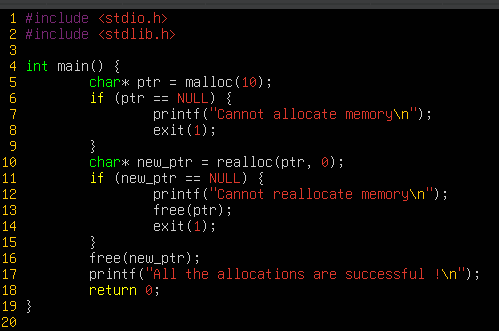 1 #include <stdio.h>
2 #include <stdlib.h>
3
4 int main() {
5         char* ptr = malloc(10);
6         if (ptr == NULL) {
7                 printf("Cannot allocate memory\n");
8                 exit(1);
9         }
10         char* new_ptr = realloc(ptr, 0);
11         if (new_ptr == NULL) {
12                 printf("Cannot reallocate memory\n");
13                 free(ptr);
14                 exit(1);
15         }
16         free(new_ptr);
17         printf("All the allocations are successful !\n");
18         return 0;
19 }
20